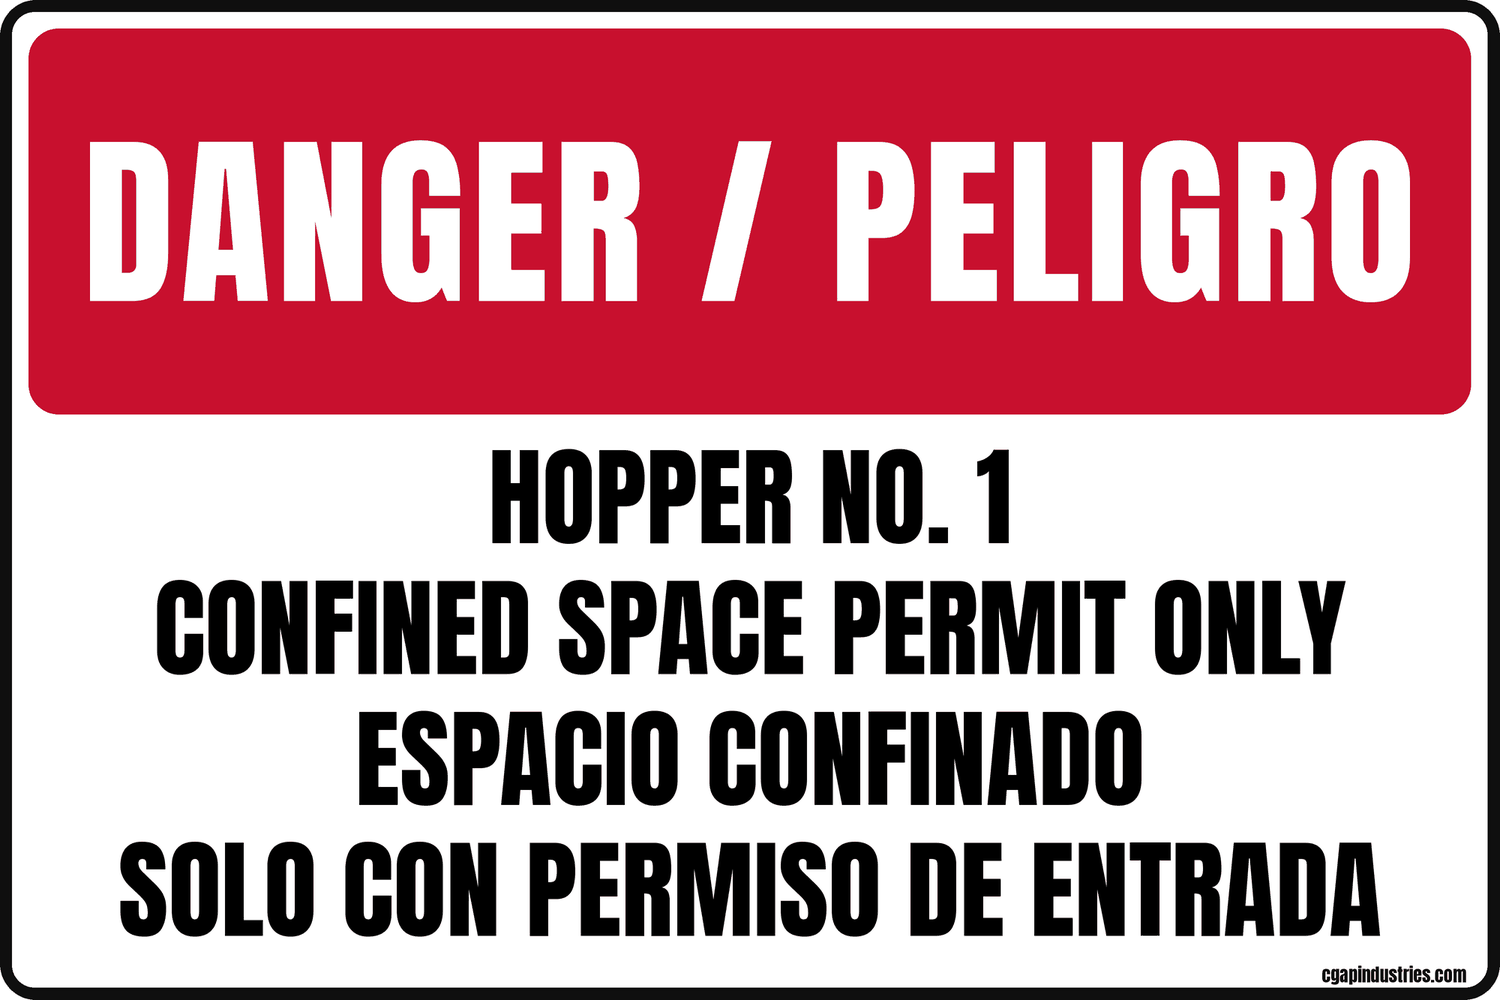 DANGER / PELIGRO
HOPPER NO. 1
CONFINED SPACE PERMIT ONLY
ESPACIO CONFINADO
SOLO CON PERMISO DE ENTRADA
cgapindustries.com